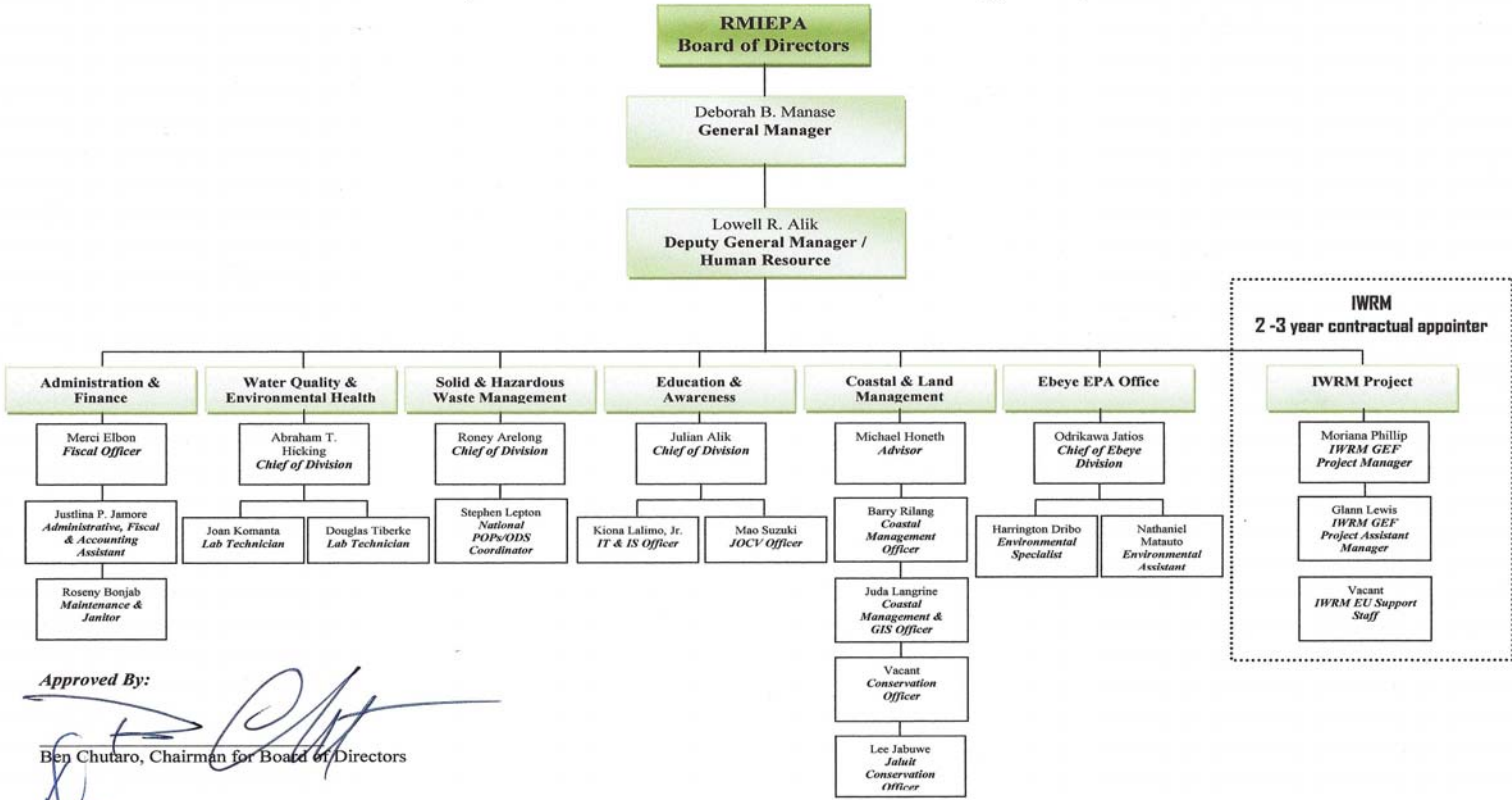 RMIEPA
Board of Directors
Deborah B. Manase
General Manager
Lowell R. Alik
Deputy General Manager /
Human Resource
IWRM
2 -3 year contractual appointer
Administration &
Finance
Merci Elbon
Fiscal Officer
Justlina P. Jamore
Administrative, Fiscal
& Accounting
Assistant
Roseny Bonjab
Maintenance &
Janitor
Water Quality &
Environmental Health
Abraham T.
Hicking
Chief of Division
Joan Komanta
Lab Technician
Douglas Tiberke
Lab Technician
Solid & Hazardous
Waste Management
Roney Arelong
Chief of Division
Stephen Lepton
National
POPs/ODS
Coordinator
Education &
Awareness
Julian Alik
Chief of Division
Kiona Lalimo, Jr.
IT & IS Officer
Mao Suzuki
JOCV Officer
Coastal & Land
Management
Michael Honeth
Advisor
Barry Rilang
Coastal
Management
Officer
Juda Langrine
Coastal
Management &
GIS Officer
Vacant
Conservation
Officer
Lee Jabuwe
Jaluit
Conservation
Officer
Ebeye EPA Office
Odrikawa Jatios
Chief of Ebeye
Division
Harrington Dribo
Environmental
Specialist
Nathaniel
Matauto
Environmental
Assistant
IWRM Project
Moriana Phillip
IWRM GEF
Project Manager
Glann Lewis
IWRM GEF
Project Assistant
Manager
Vacant
IWRM EU Support
Staff
Approved By:
Ben Chutaro, Chairman for Board of Directors